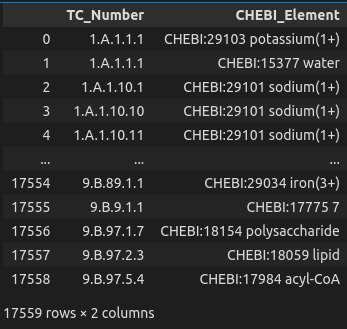 TC_Number CHEBI_Element
0 1.A.1.1.1 CHEBI:29103 potassium(1+)
1 1.A.1.1.1 CHEBI:15377 water
2 1.A.1.10.1 CHEBI:29101 sodium(1+)
3 1.A.1.10.10 CHEBI:29101 sodium(1+)
4 1.A.1.10.11 CHEBI:29101 sodium(1+)
... ... ...
17554 9.B.89.1.1 CHEBI:29034 iron(3+)
17555 9.B.9.1.1 CHEBI:17775 7
17556 9.B.97.1.7 CHEBI:18154 polysaccharide
17557 9.B.97.2.3 CHEBI:18059 lipid
17558 9.B.97.5.4 CHEBI:17984 acyl-CoA
17559 rows × 2 columns